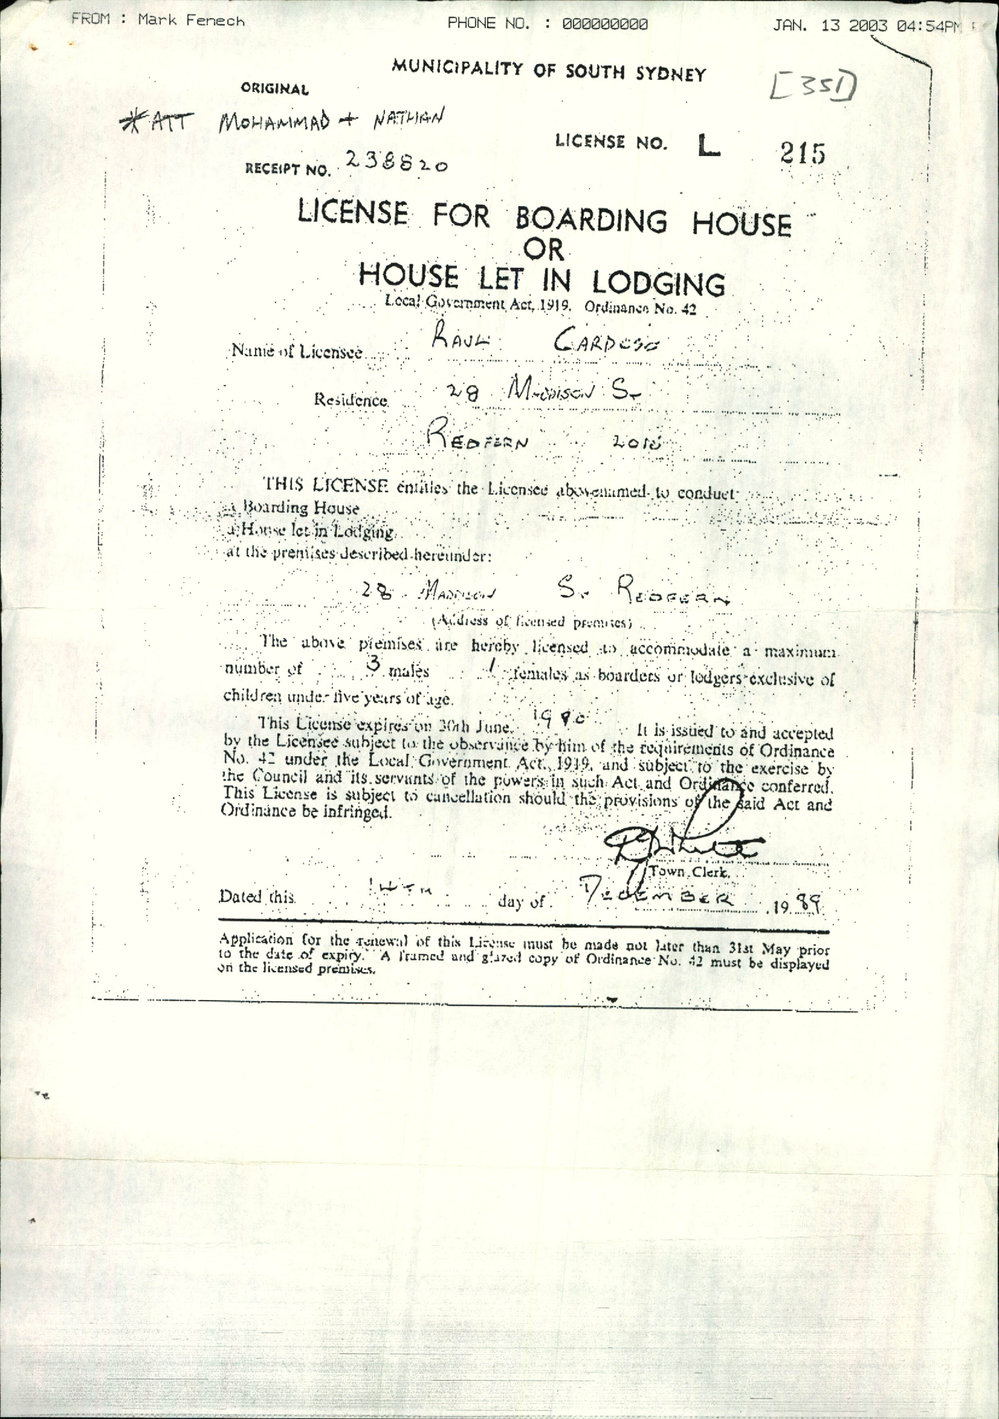 FROM : Mark Fenech PHONE NO. : 000000000 JAN. 13 2003 04:54PM
MUNICIPALITY OF SOUTH SYDNEY
[351]
ORIGINAL
*ATT MOHAMMAD + NATHAN
LICENSE NO. L 215
RECEIPT NO. 238820
LICENSE FOR BOARDING HOUSE
OR
HOUSE LET IN LODGING
Local Government Act, 1919. Ordinance No. 42
Name of Licensee RAUL CARDOSO
Residence 28 MADDISON ST
REDFERN 2016
THIS LICENSE entitles the Licensee abovenamed to conduct
a Boarding House
a House let in Lodging
at the premises described hereunder:
28 MADDISON ST REDFERN
(Address of licensed premises)
The above premises are hereby licensed to accommodate a maximum
number of 3 males 1 females as boarders or lodgers exclusive of
children under five years of age.
This License expires on 30th June, 1990 It is issued to and accepted
by the Licensee subject to the observance by him of the requirements of Ordinance
No. 42 under the Local Government Act, 1919, and subject to the exercise by
the Council and its servants of the powers in such Act and Ordinance conferred.
This License is subject to cancellation should the provisions of the said Act and
Ordinance be infringed.
Town Clerk.
Dated this 14TH day of DECEMBER 1989
Application for the renewal of this License must be made not later than 31st May prior
to the date of expiry. A framed and glazed copy of Ordinance No. 42 must be displayed
on the licensed premises.